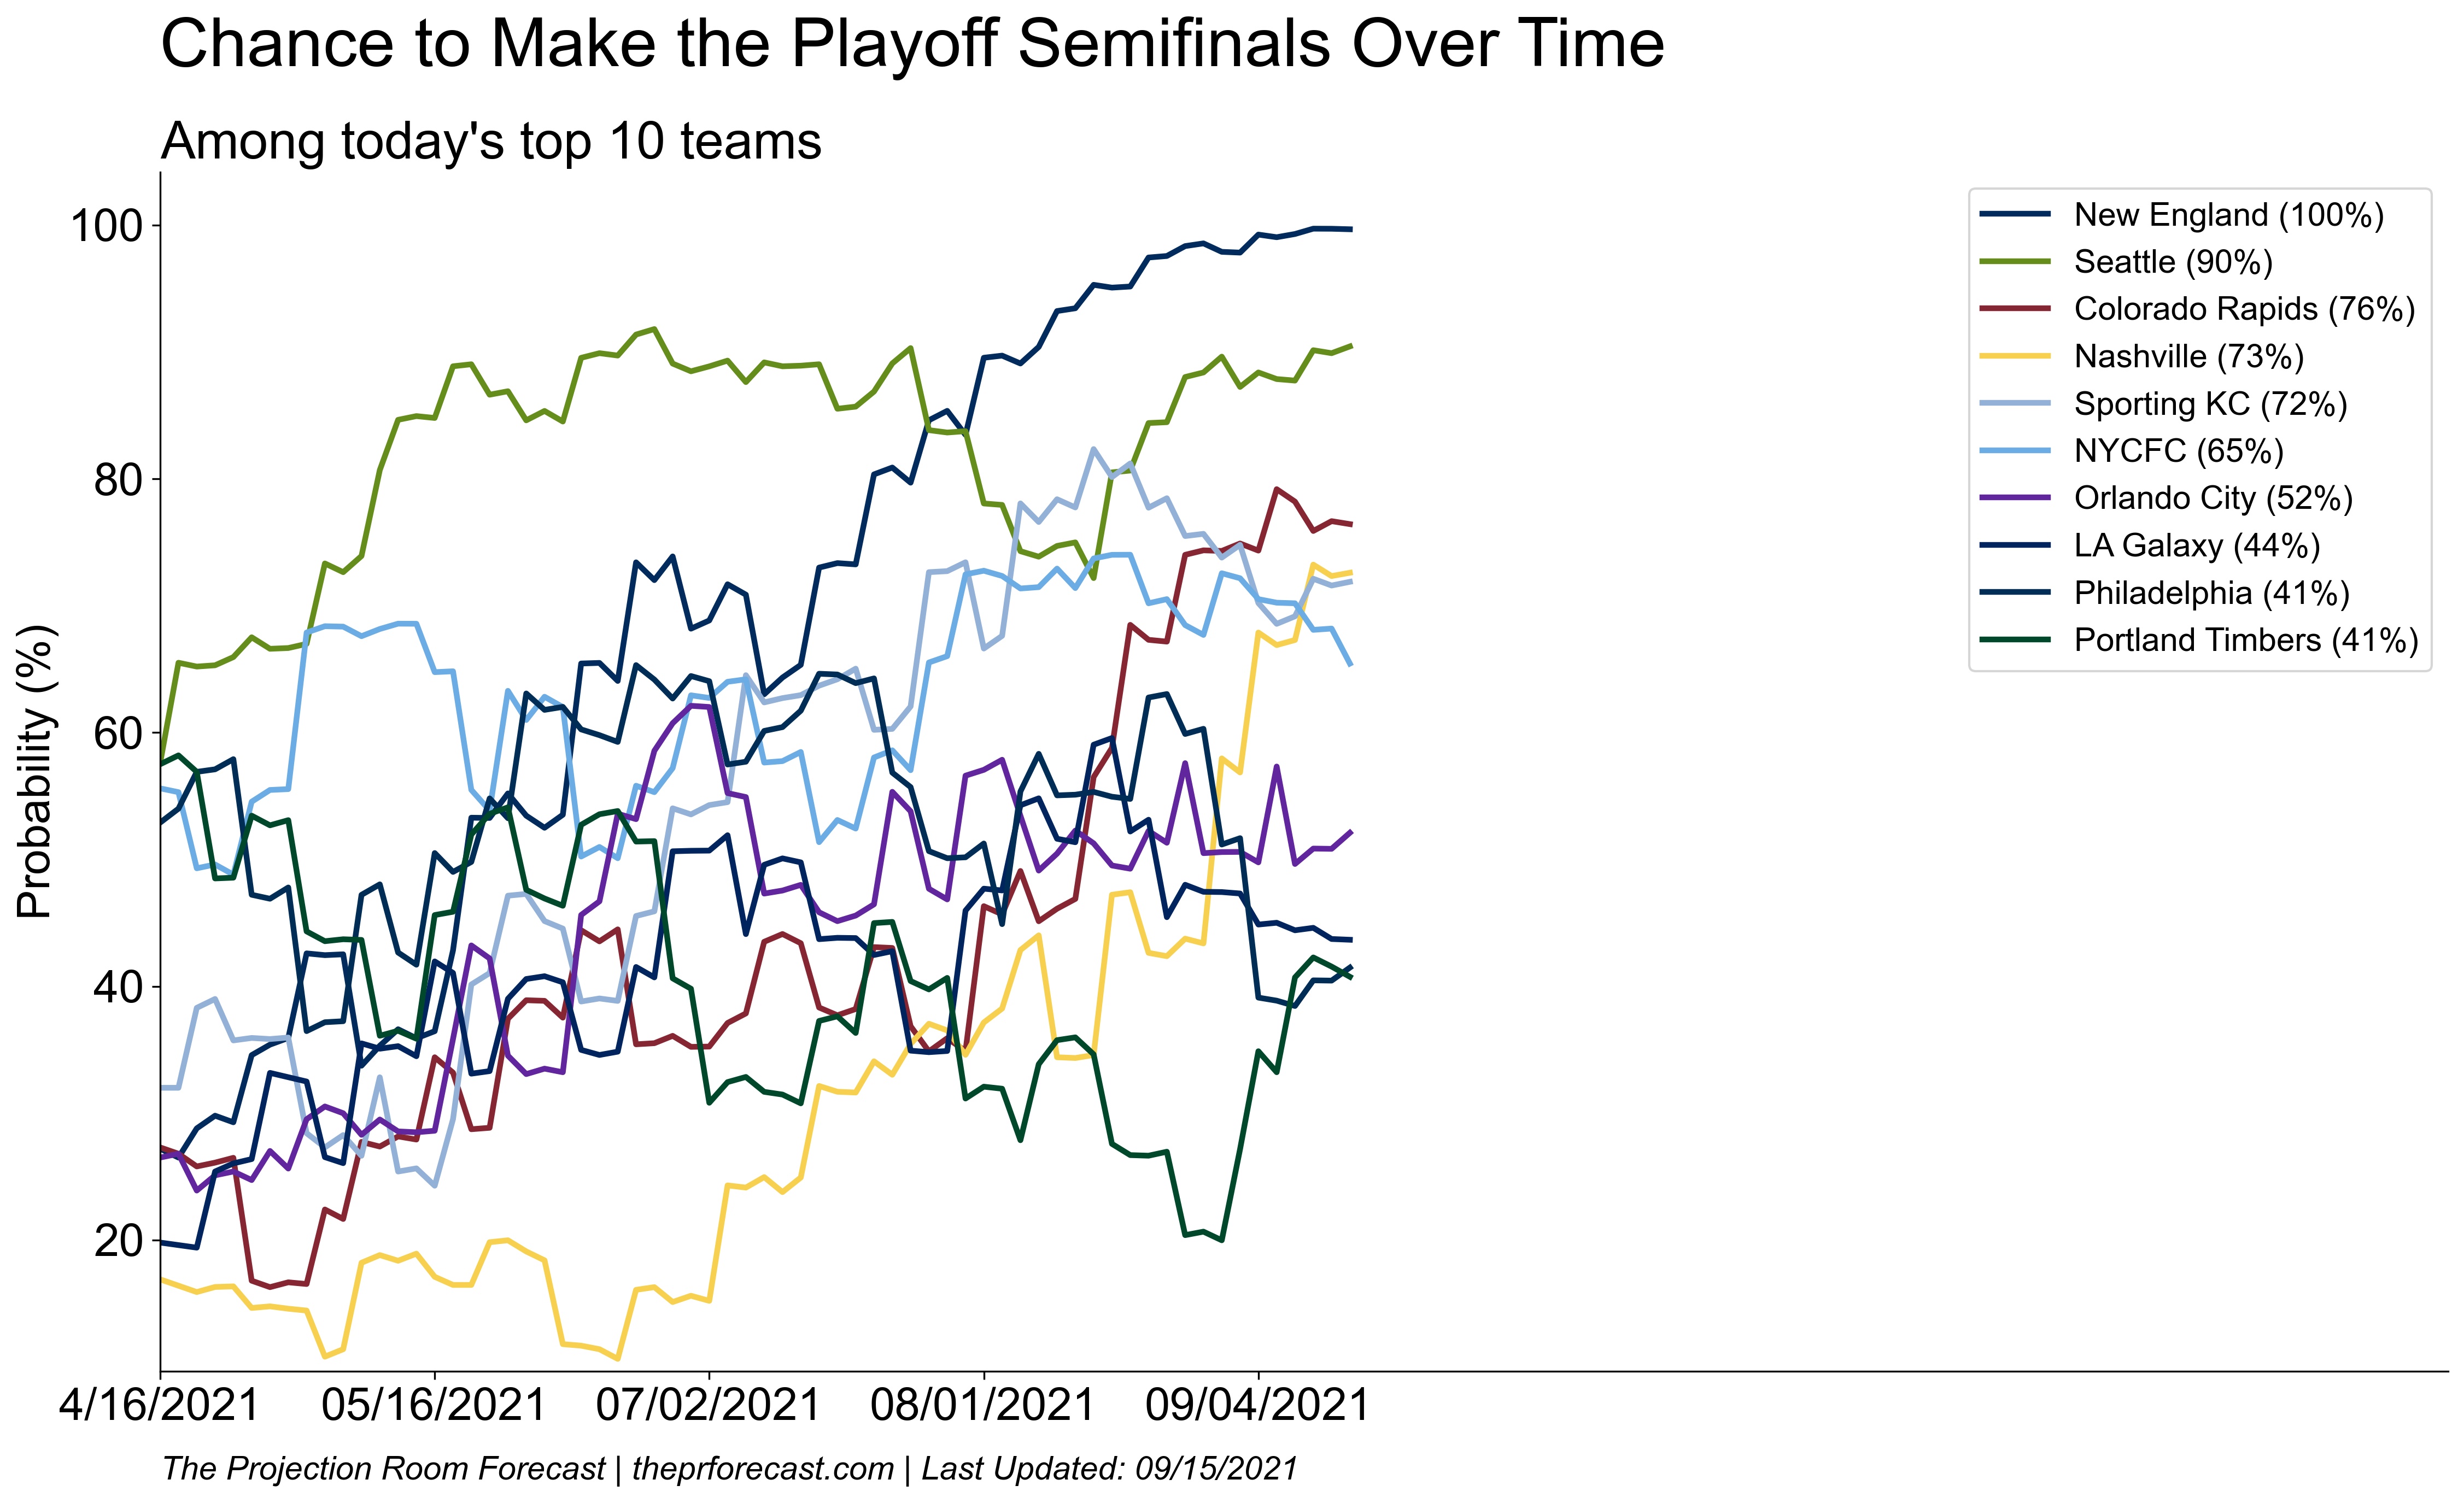 Chance to Make the Playoff Semifinals Over Time
Among today's top 10 teams
100
80
60
40
20
Probability (%)
New England (100%)
Seattle (90%)
Colorado Rapids (76%)
Nashville (73%)
Sporting KC (72%)
NYCFC (65%)
Orlando City (52%)
LA Galaxy (44%)
Philadelphia (41%)
Portland Timbers (41%)
4/16/2021 05/16/2021 07/02/2021 08/01/2021 09/04/2021
The Projection Room Forecast | theprforecast.com | Last Updated: 09/15/2021